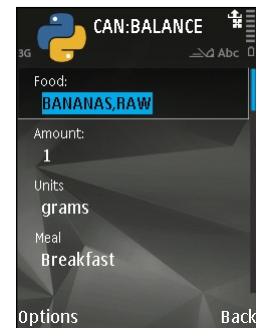 CAN:BALANCE
3G
Abc
Food:
BANANAS,RAW
Amount:
1
Units
grams
Meal
Breakfast
Options Back